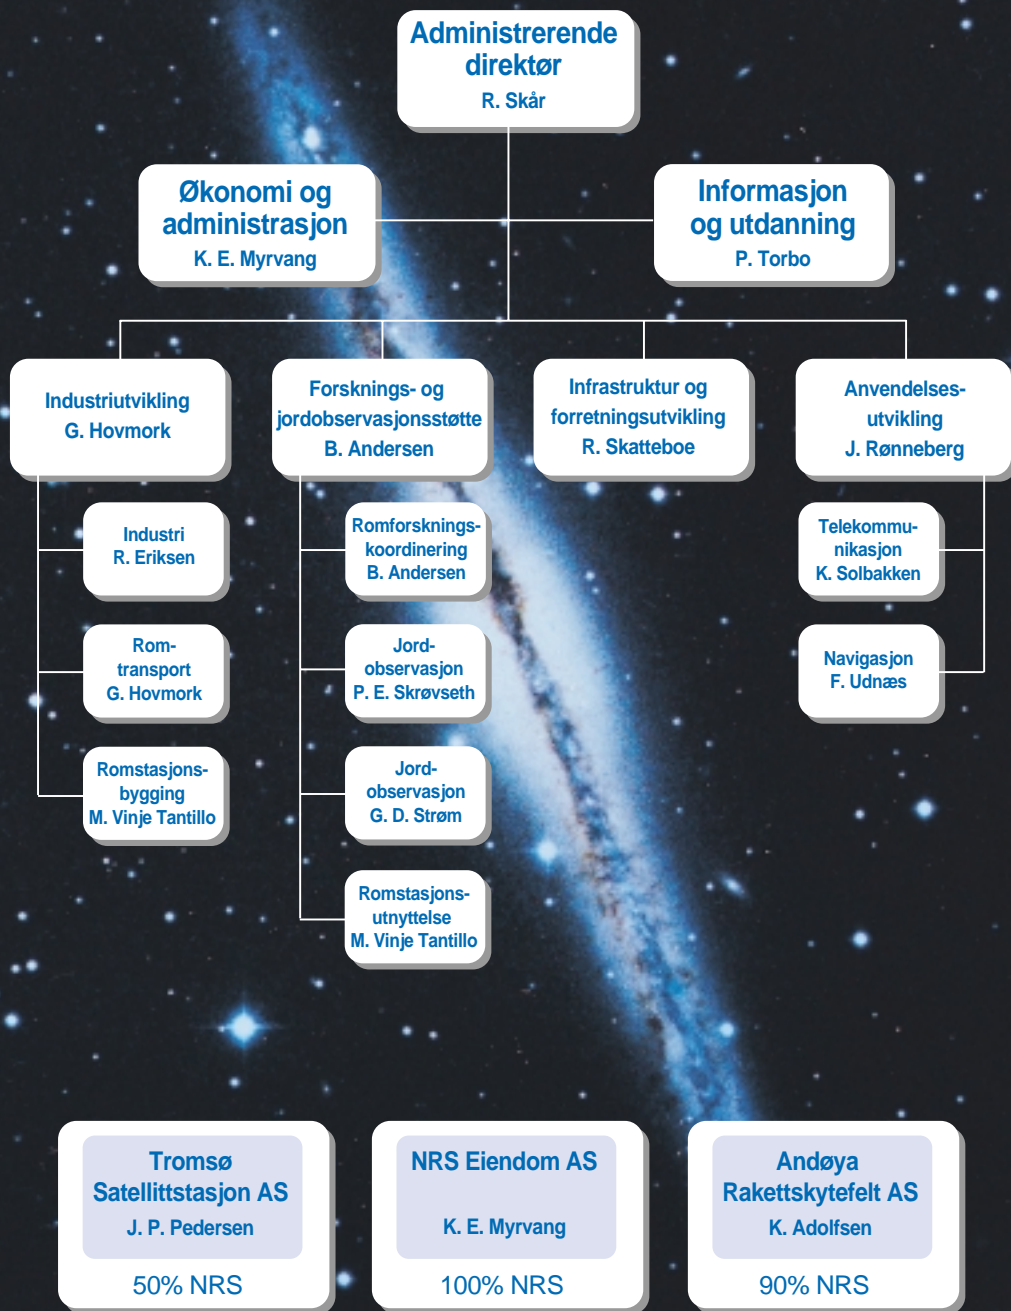 Administrerende
direktør
R. Skår
Økonomi og
administrasjon
K. E. Myrvang
Informasjon
og utdanning
P. Torbo
Industriutvikling
G. Hovmork
Forsknings- og
jordobservasjonsstøtte
B. Andersen
Infrastruktur og
forretningsutvikling
R. Skatteboe
Anvendelses-
utvikling
J. Rønneberg
Industri
R. Eriksen
Rom-
transport
G. Hovmork
Romstasjons-
bygging
M. Vinje Tantillo
Romforsknings-
koordinering
B. Andersen
Jord-
observasjon
P. E. Skrøvseth
Jord-
observasjon
G. D. Strøm
Romstasjons-
utnyttelse
M. Vinje Tantillo
Telekommu-
nikasjon
K. Solbakken
Navigasjon
F. Udnæs
Tromsø
Satellittstasjon AS
J. P. Pedersen
50% NRS
NRS Eiendom AS
K. E. Myrvang
100% NRS
Andøya
Rakettskytefelt AS
K. Adolfsen
90% NRS